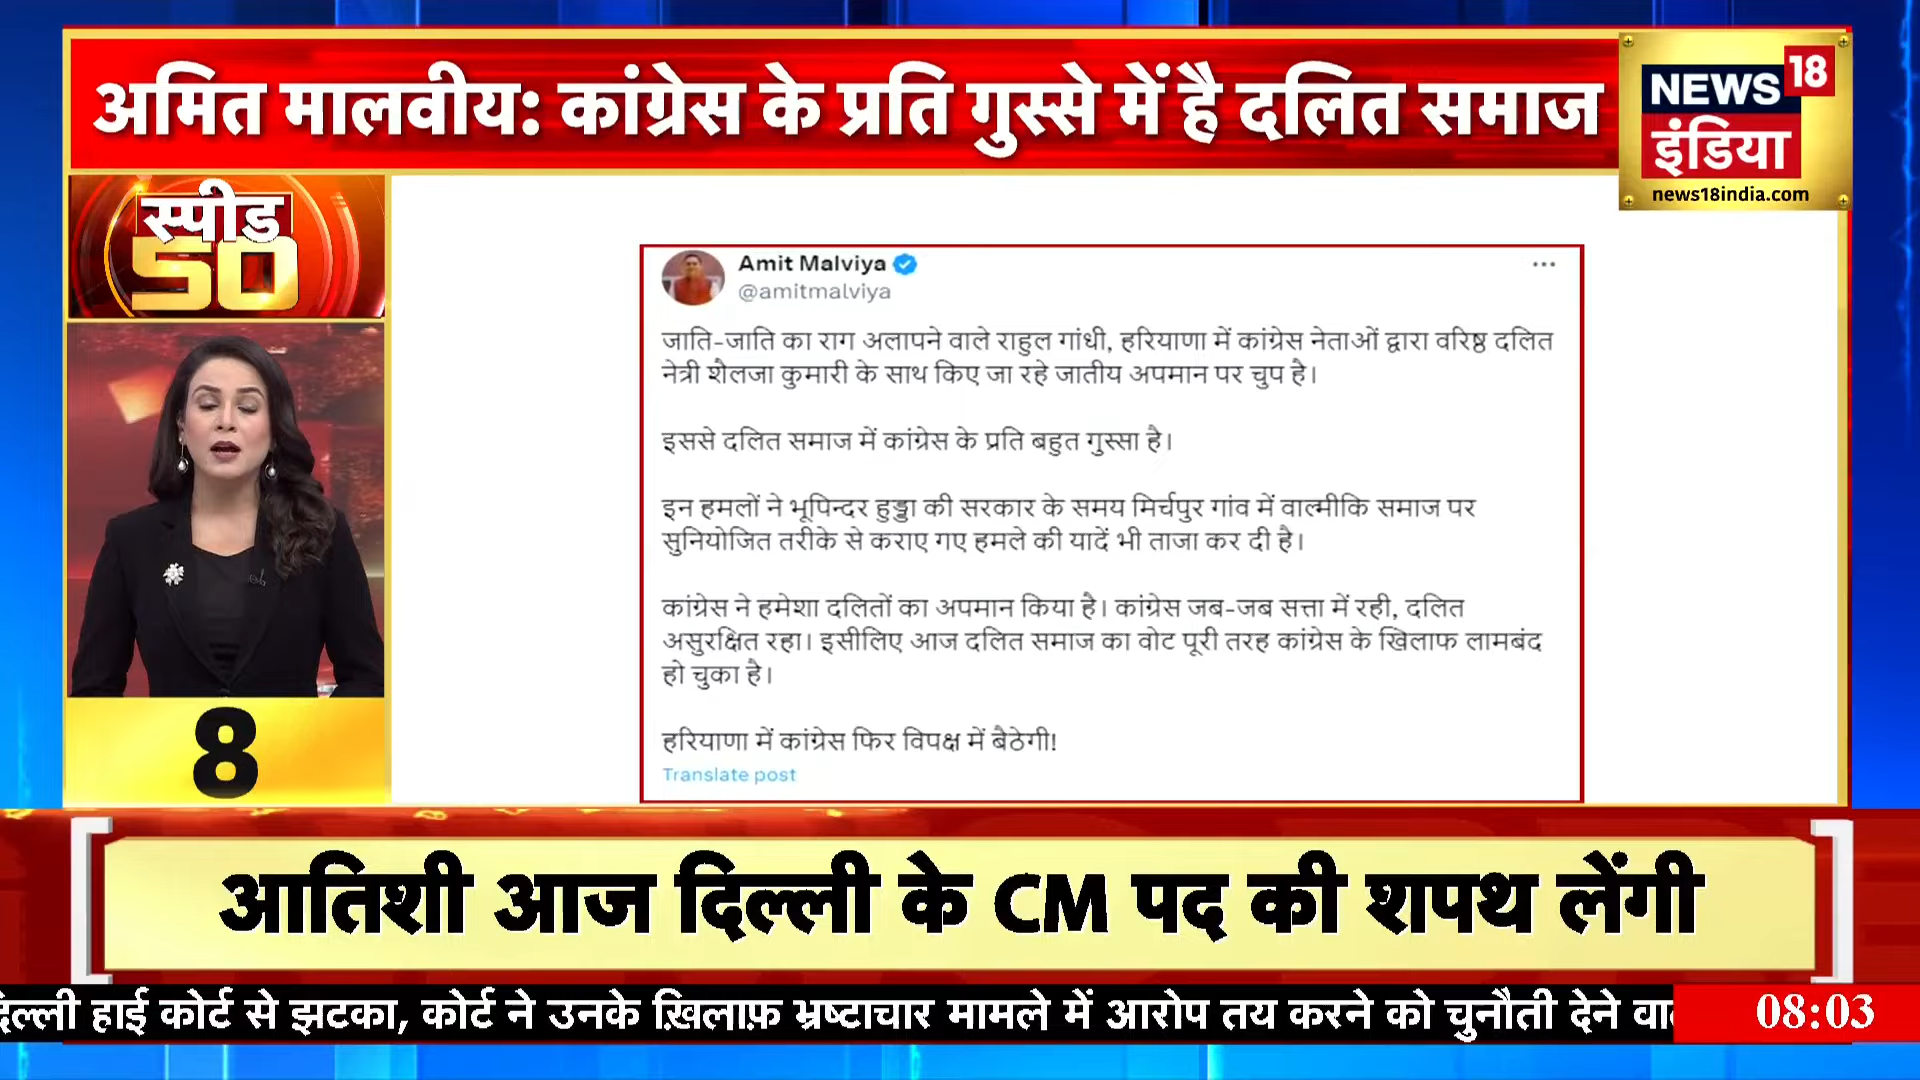 अमित मालवीय: कांग्रेस के प्रति गुस्से में है दलित समाज
NEWS 18
इंडिया
news18india.com
स्पीड
50
Amit Malviya
@amitmalviya
जाति-जाति का राग अलापने वाले राहुल गांधी, हरियाणा में कांग्रेस नेताओं द्वारा वरिष्ठ दलित
नेत्री शैलजा कुमारी के साथ किए जा रहे जातीय अपमान पर चुप है।
इससे दलित समाज में कांग्रेस के प्रति बहुत गुस्सा है।
इन हमलों ने भूपिन्दर हुड्डा की सरकार के समय मिर्चपुर गांव में वाल्मीकि समाज पर
सुनियोजित तरीके से कराए गए हमले की यादें भी ताजा कर दी है।
कांग्रेस ने हमेशा दलितों का अपमान किया है। कांग्रेस जब-जब सत्ता में रही, दलित
असुरक्षित रहा। इसीलिए आज दलित समाज का वोट पूरी तरह कांग्रेस के खिलाफ लामबंद
हो चुका है।
हरियाणा में कांग्रेस फिर विपक्ष में बैठेगी!
Translate post
8
आतिशी आज दिल्ली के CM पद की शपथ लेंगी
दिल्ली हाई कोर्ट से झटका, कोर्ट ने उनके ख़िलाफ़ भ्रष्टाचार मामले में आरोप तय करने को चुनौती देने
08:03